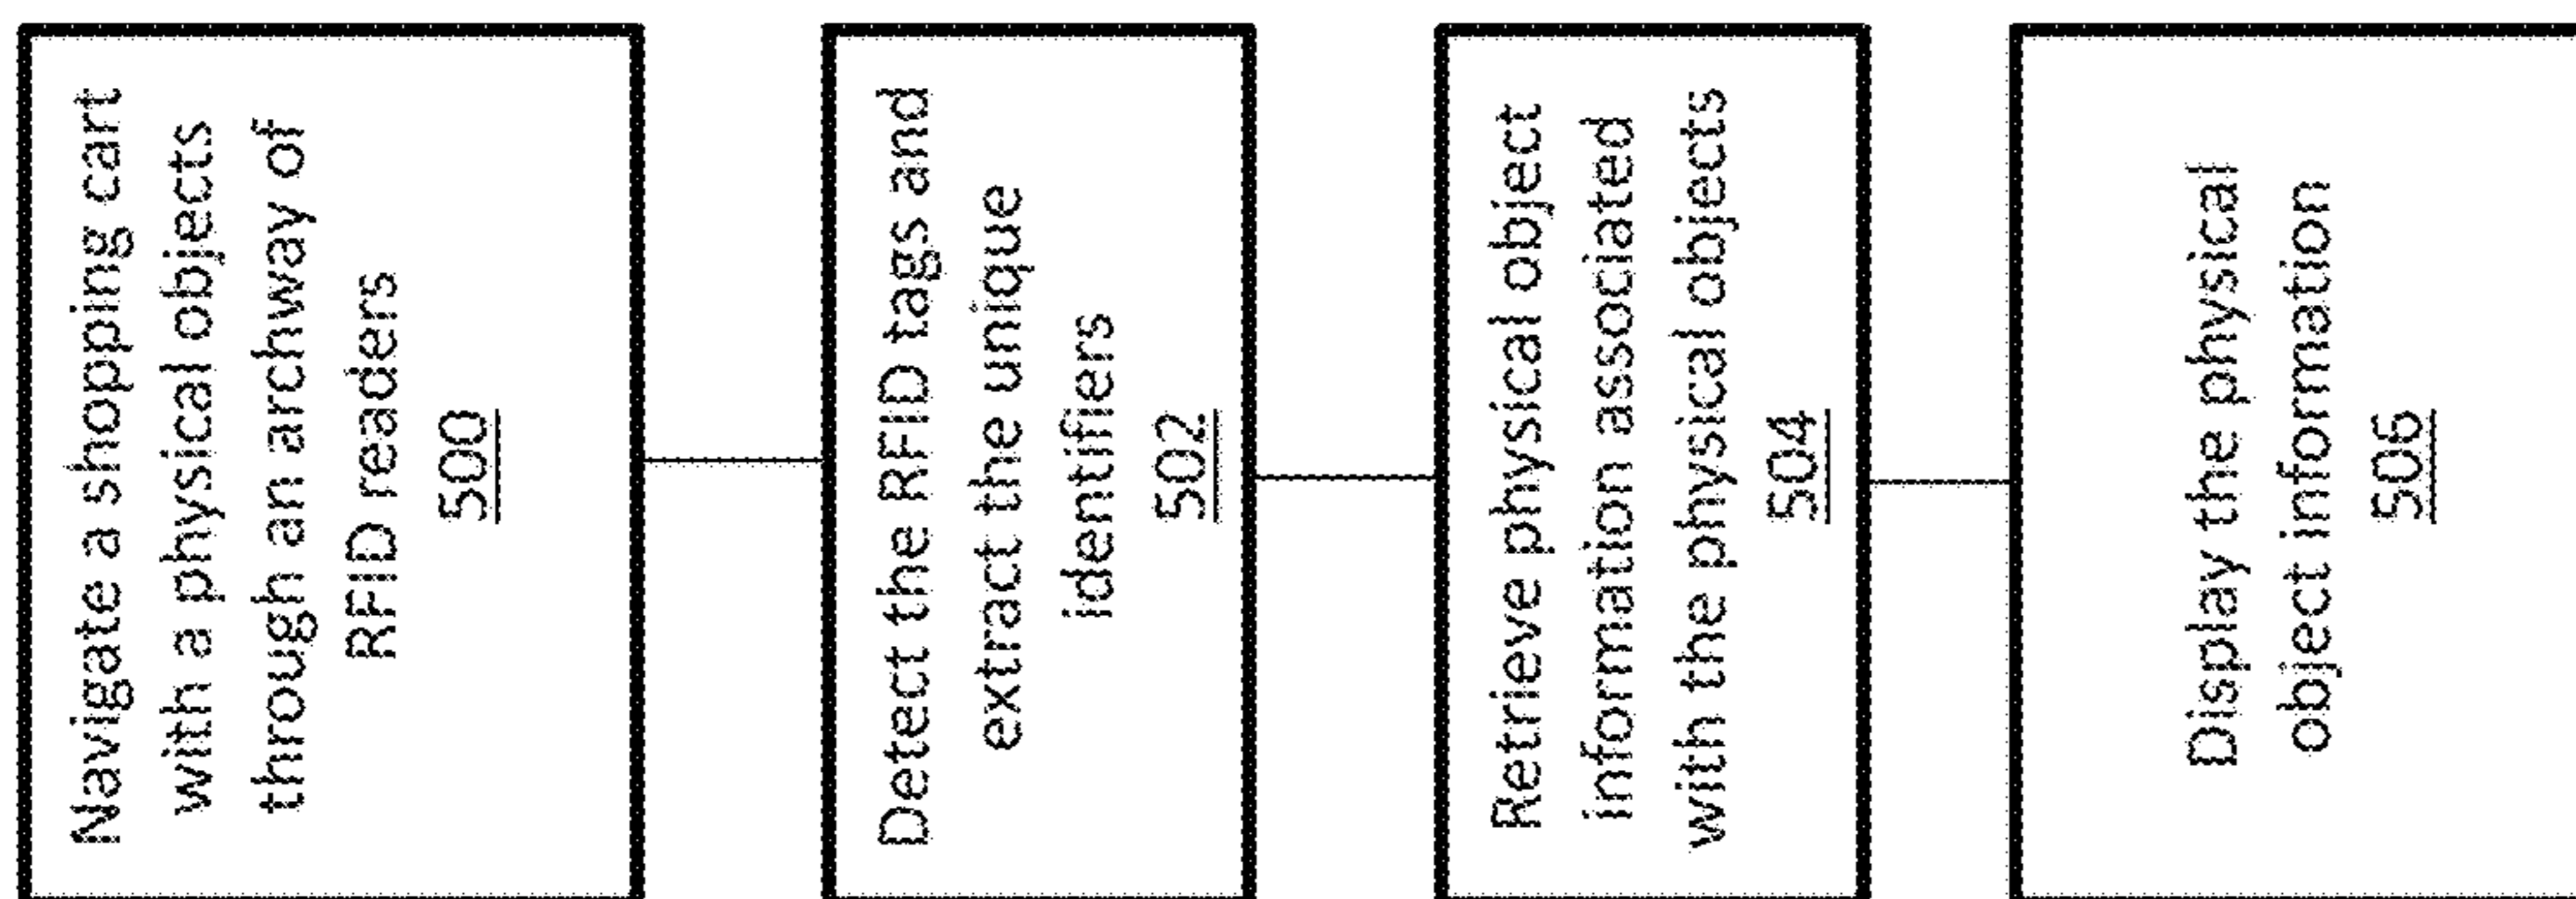 Navigate a shopping cart
with a physical objects
through an archway of
RFID readers
500
Detect the RFID tags and
extract the unique
identifiers
502
Retrieve physical object
information associated
with the physical objects
504
Display the physical
object information
506